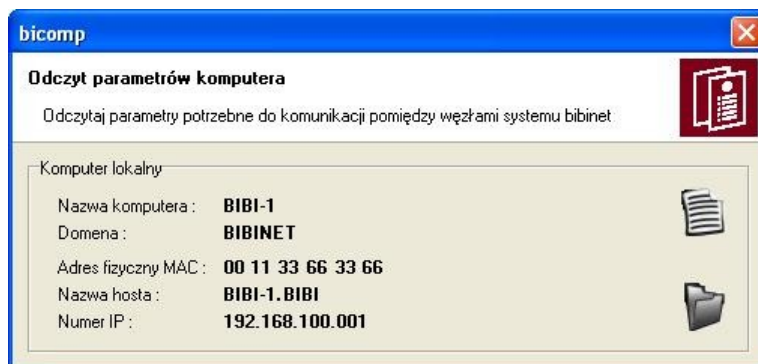 bicomp
Odczyt parametrów komputera
Odczytaj parametry potrzebne do komunikacji pomiędzy węzłami systemu bibinet
Komputer lokalny
Nazwa komputera : BIBI-1
Domena : BIBINET
Adres fizyczny MAC : 00 11 33 66 33 66
Nazwa hosta : BIBI-1.BIBI
Numer IP : 192.168.100.001